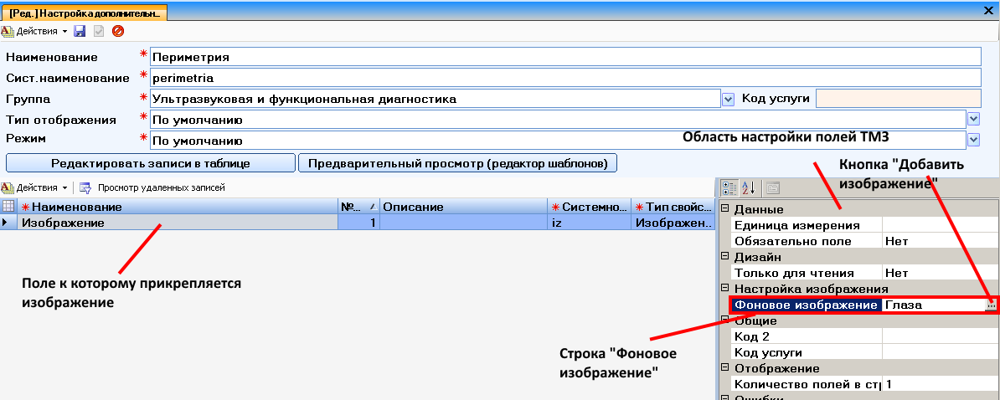 [Ред.] Настройка дополнительн...
Действия
Наименование * Периметрия
Сист.наименование * perimetria
Группа * Ультразвуковая и функциональная диагностика Код услуги
Тип отображения * По умолчанию
Режим * По умолчанию
Область настройки полей ТМЗ
Редактировать записи в таблице Предварительный просмотр (редактор шаблонов)
Кнопка "Добавить
изображение"
Действия Просмотр удаленных записей
* Наименование №... Описание * Системно... * Тип свойс...
Изображение 1 iz Изображен..
Поле к которому прикрепляется
изображение
Данные
Единица измерения
Обязательно поле Нет
Дизайн
Только для чтения Нет
Настройка изображения
Фоновое изображение Глаза ...
Общие
Код 2
Код услуги
Отображение
Количество полей в стр 1
Ошибки
Строка "Фоновое
изображение"